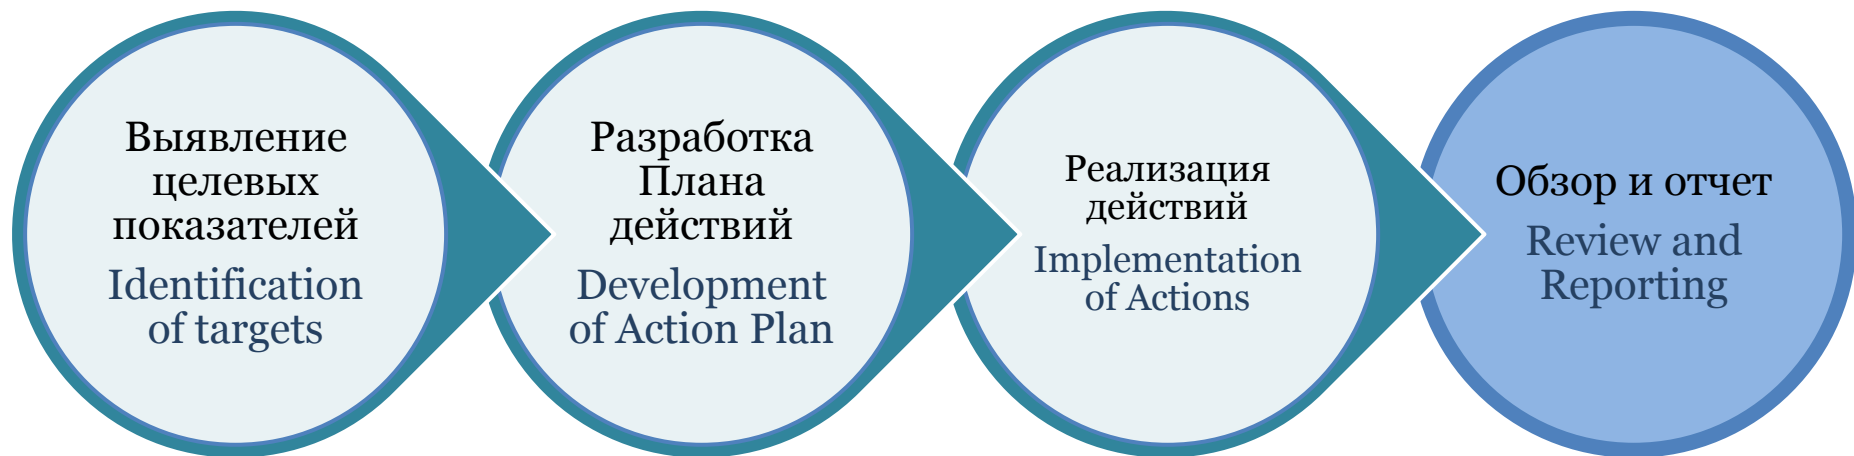 Выявление
целевых
показателей
Identification
of targets
Разработка
Плана
действий
Development
of Action Plan
Реализация
действий
Implementation
of Actions
Обзор и отчет
Review and
Reporting